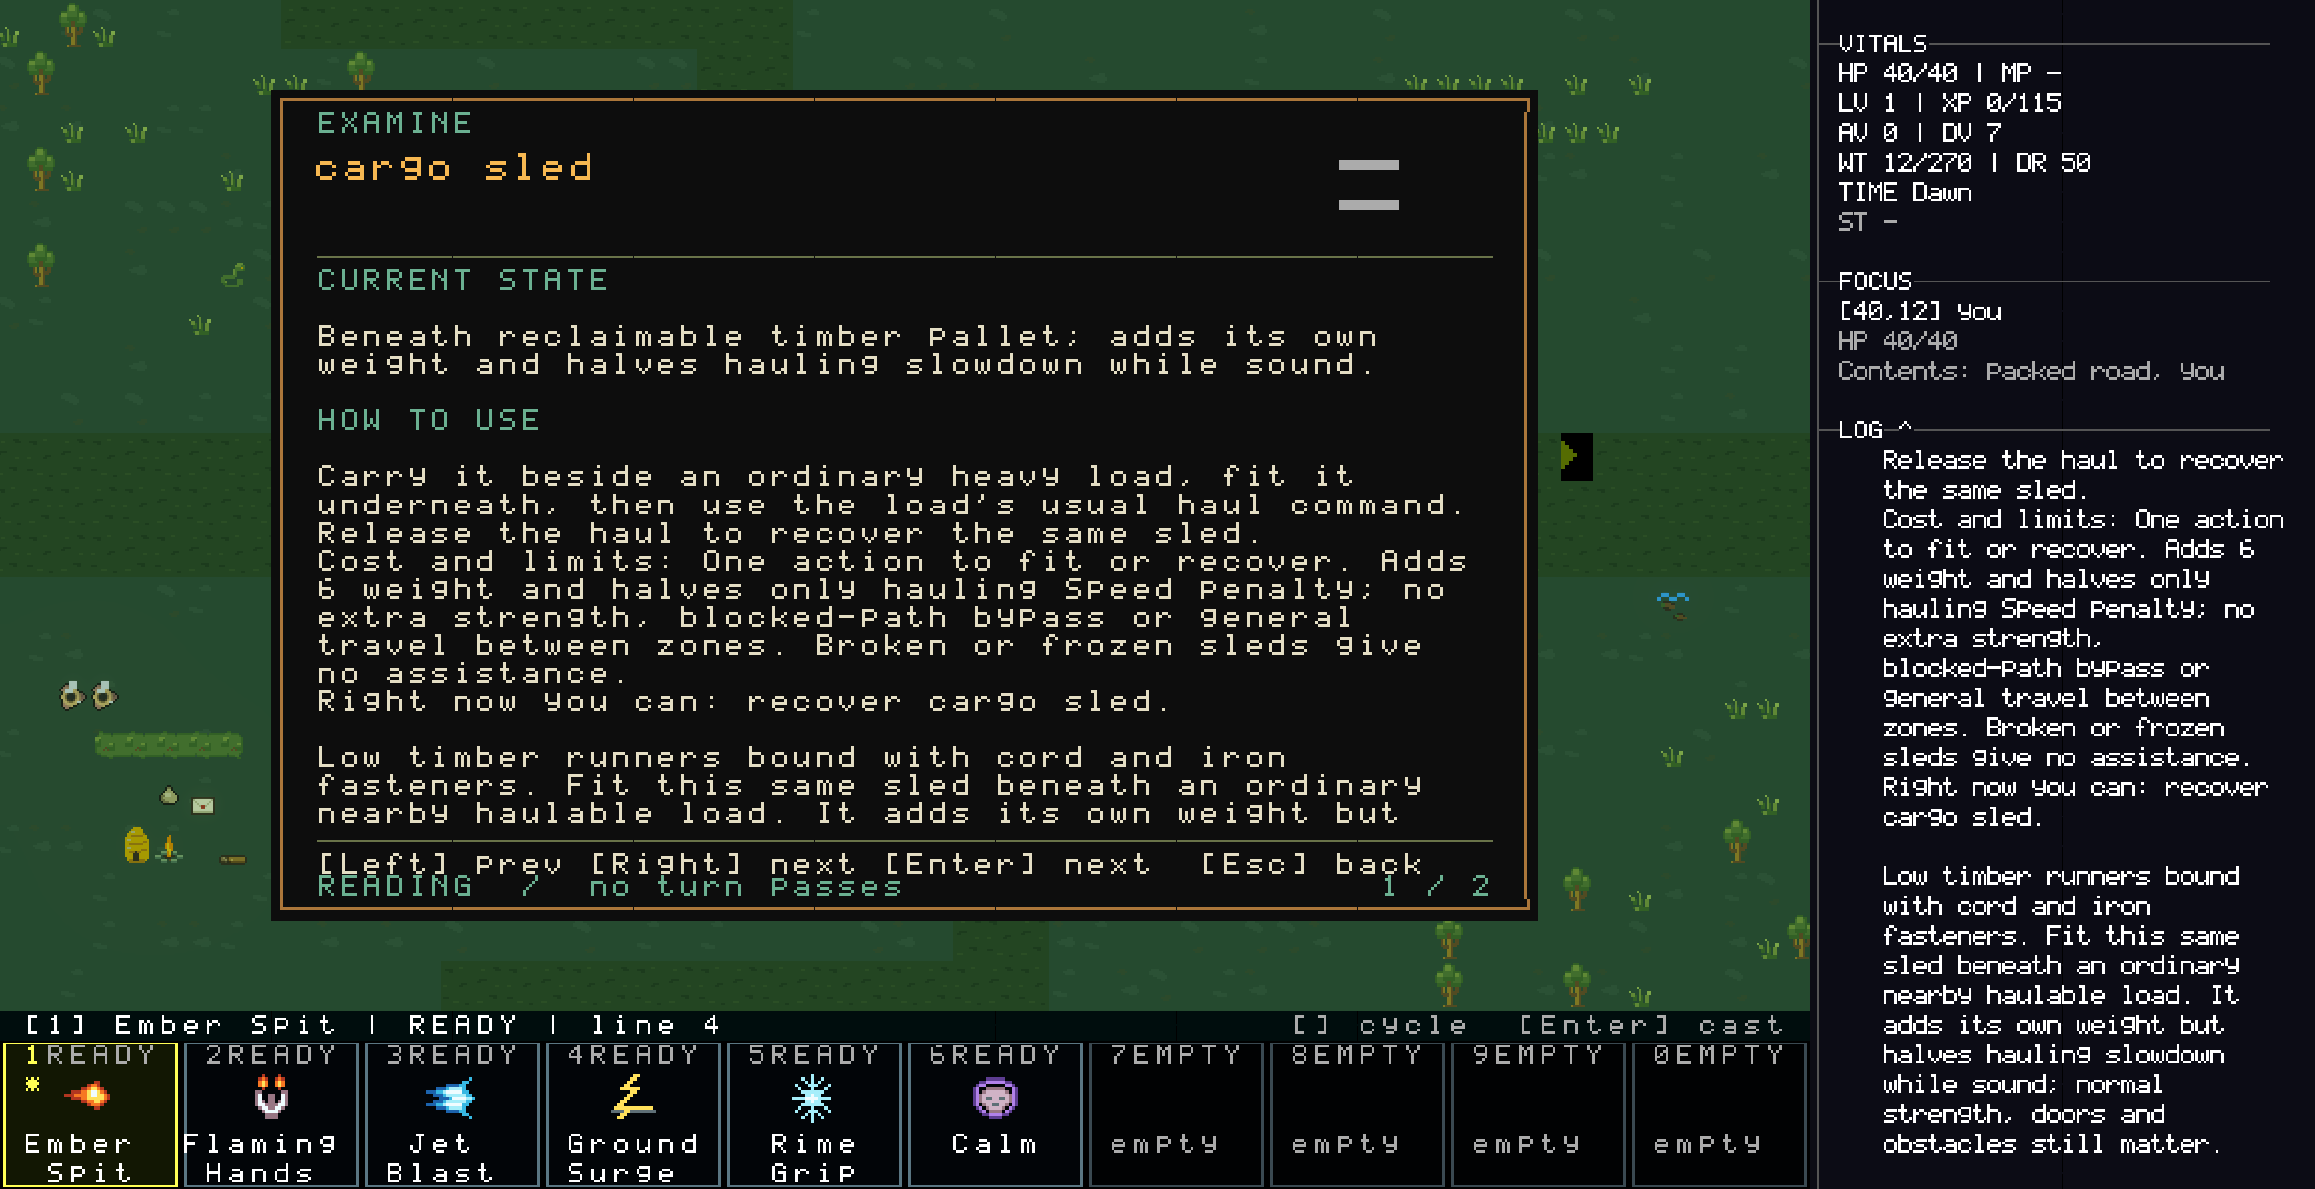 EXAMINE
cargo sled
CURRENT STATE
Beneath reclaimable timber pallet; adds its own
weight and halves hauling slowdown while sound.
HOW TO USE
Carry it beside an ordinary heavy load, fit it
underneath, then use the load's usual haul command.
Release the haul to recover the same sled.
Cost and limits: One action to fit or recover. Adds
6 weight and halves only hauling Speed penalty; no
extra strength, blocked-path bypass or general
travel between zones. Broken or frozen sleds give
no assistance.
Right now you can: recover cargo sled.
Low timber runners bound with cord and iron
fasteners. Fit this same sled beneath an ordinary
nearby haulable load. It adds its own weight but
[Left] prev [Right] next [Enter] next [Esc] back
READING / no turn passes 1 / 2
VITALS
HP 40/40 | MP -
LV 1 | XP 0/115
AV 0 | DV 7
WT 12/270 | DR 50
TIME Dawn
ST -
FOCUS
[40,12] you
HP 40/40
Contents: packed road, you
LOG ^
Release the haul to recover
the same sled.
Cost and limits: One action
to fit or recover. Adds 6
weight and halves only
hauling Speed penalty; no
extra strength,
blocked-path bypass or
general travel between
zones. Broken or frozen
sleds give no assistance.
Right now you can: recover
cargo sled.
Low timber runners bound
with cord and iron
fasteners. Fit this same
sled beneath an ordinary
nearby haulable load. It
adds its own weight but
halves hauling slowdown
while sound; normal
strength, doors and
obstacles still matter.
[1] Ember Spit | READY | line 4 [] cycle [Enter] cast
1READY 2READY 3READY 4READY 5READY 6READY 7EMPTY 8EMPTY 9EMPTY 0EMPTY
Ember Flaming Jet Ground Rime Calm empty empty empty empty
Spit Hands Blast Surge Grip